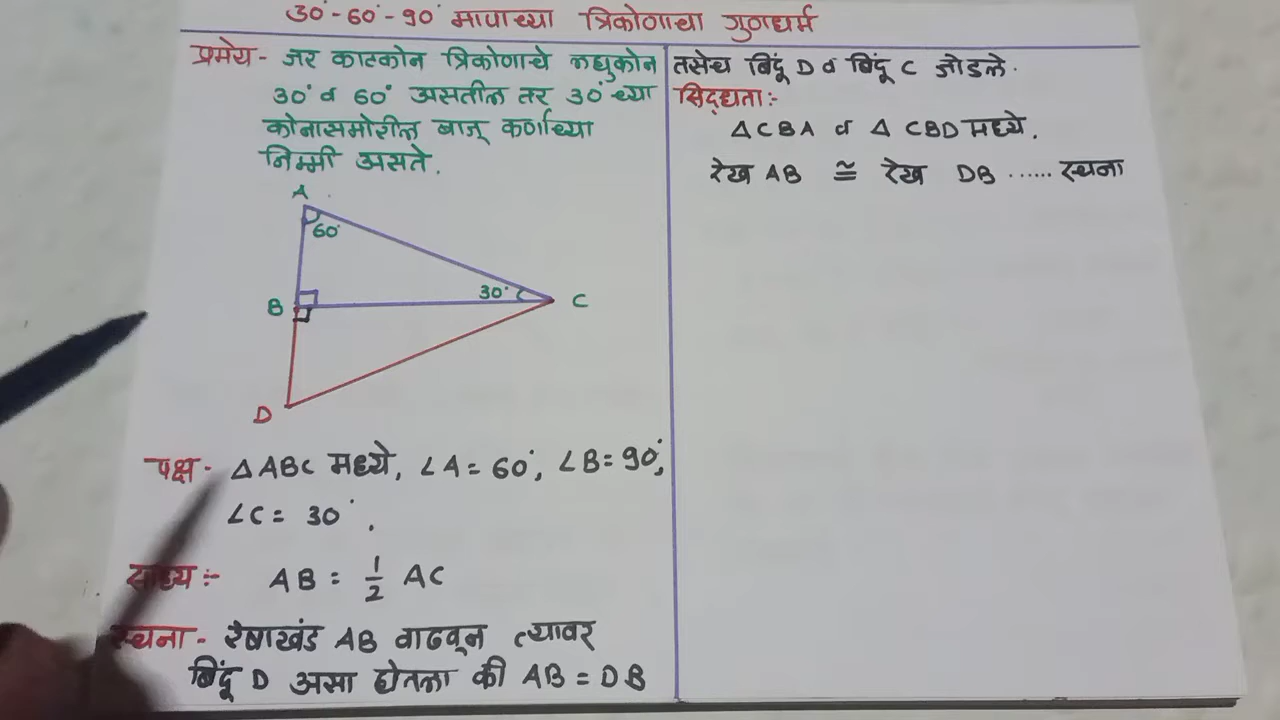 30°-60°-90° मापाच्या त्रिकोणाचा गुणधर्म
प्रमेय- जर काटकोन त्रिकोणाचे लघुकोन
30° व 60° असतील तर 30° च्या
कोनासमोरील बाजू कर्णाच्या
निम्मी असते.
A
60°
B
30°
C
D
पक्ष- △ABC मध्ये, ∠A = 60°, ∠B = 90°,
∠C = 30°.
साध्य :- AB = 1/2 AC
रचना - रेषाखंड AB वाढवून त्यावर
बिंदू D असा घेतला की AB = DB
तसेच बिंदू D व बिंदू C जोडले.
सिद्धता :-
△CBA व △CBD मध्ये,
रेख AB ≅ रेख DB ...... रचना